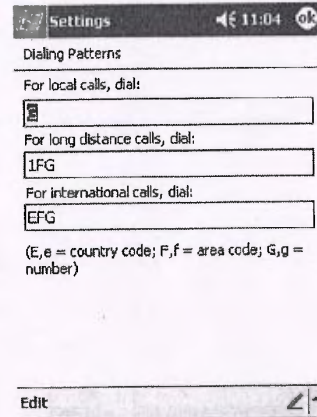 Settings 11:04 ok
Dialing Patterns
For local calls, dial:
For long distance calls, dial:
1FG
For international calls, dial:
EFG
(E,e = country code; F,f = area code; G,g =
number)
Edit